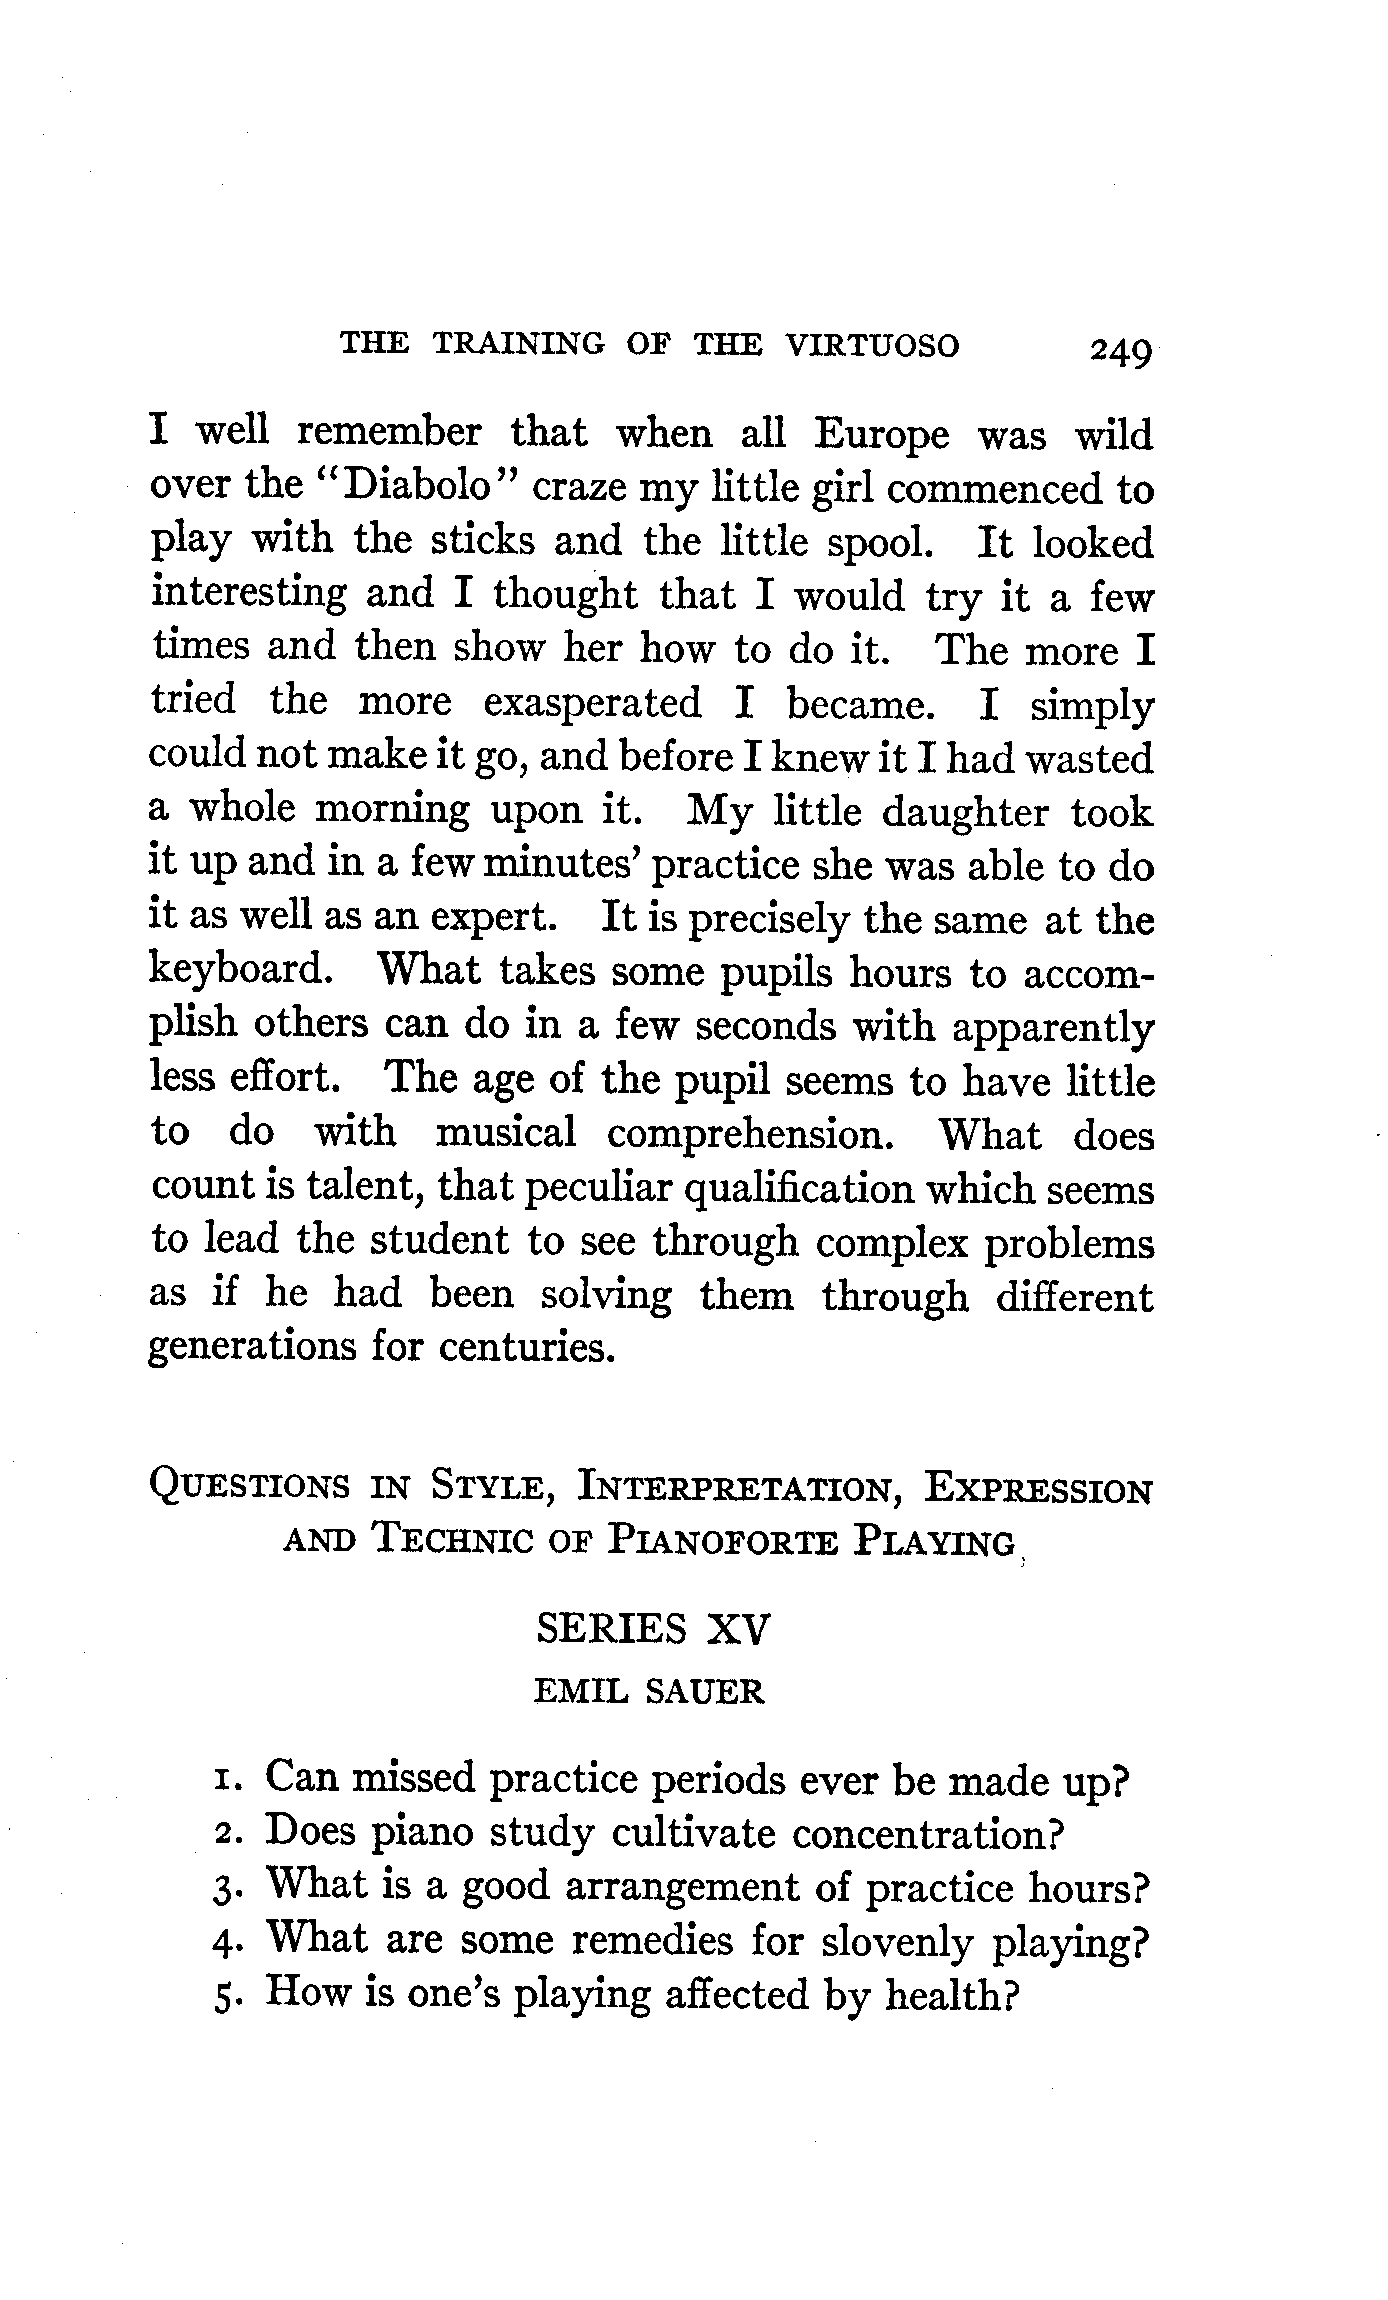 THE TRAINING OF THE VIRTUOSO 249
I well remember that when all Europe was wild
over the "Diabolo" craze my little girl commenced to
play with the sticks and the little spool. It looked
interesting and I thought that I would try it a few
times and then show her how to do it. The more I
tried the more exasperated I became. I simply
could not make it go, and before I knew it I had wasted
a whole morning upon it. My little daughter took
it up and in a few minutes' practice she was able to do
it as well as an expert. It is precisely the same at the
keyboard. What takes some pupils hours to accom-
plish others can do in a few seconds with apparently
less effort. The age of the pupil seems to have little
to do with musical comprehension. What does
count is talent, that peculiar qualification which seems
to lead the student to see through complex problems
as if he had been solving them through different
generations for centuries.
QUESTIONS IN STYLE, INTERPRETATION, EXPRESSION
AND TECHNIC OF PIANOFORTE PLAYING
SERIES XV
EMIL SAUER
1. Can missed practice periods ever be made up?
2. Does piano study cultivate concentration?
3. What is a good arrangement of practice hours?
4. What are some remedies for slovenly playing?
5. How is one's playing affected by health?